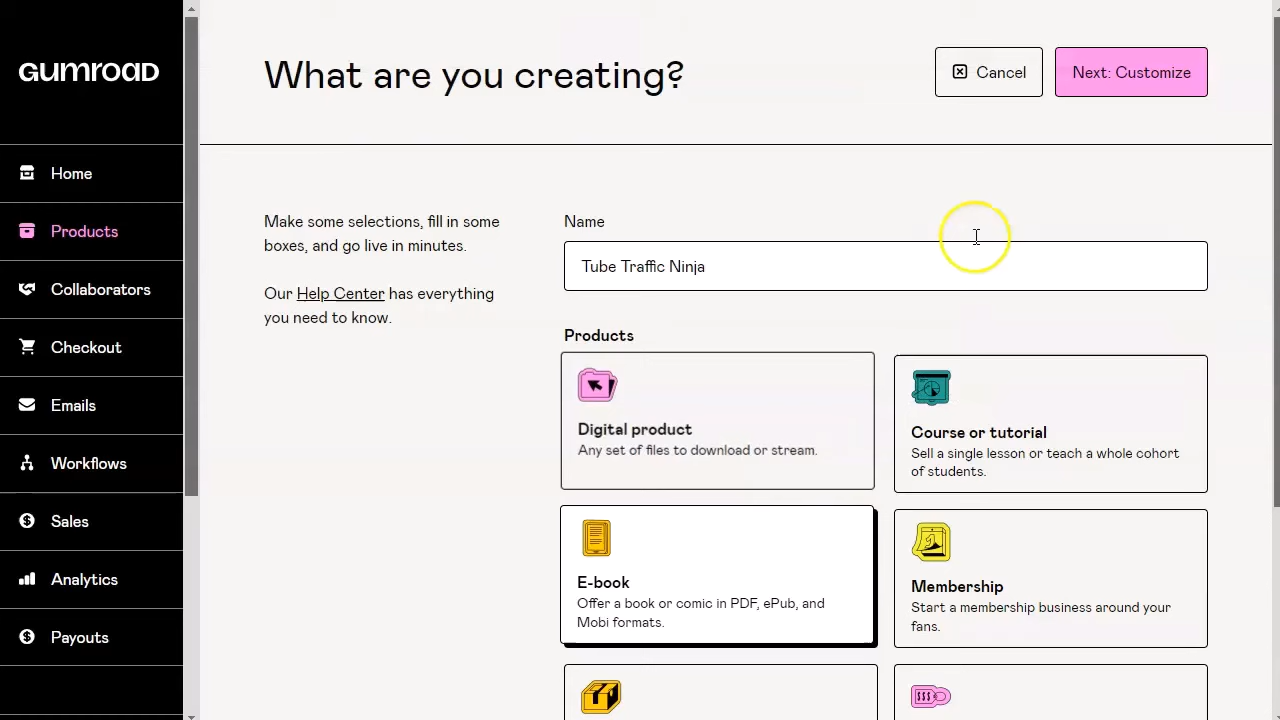 GUMROAD
Home
Products
Collaborators
Checkout
Emails
Workflows
Sales
Analytics
Payouts
What are you creating?
Cancel
Next: Customize
Make some selections, fill in some
boxes, and go live in minutes.
Our Help Center has everything
you need to know.
Name
Tube Traffic Ninja
Products
Digital product
Any set of files to download or stream.
Course or tutorial
Sell a single lesson or teach a whole cohort
of students.
E-book
Offer a book or comic in PDF, ePub, and
Mobi formats.
Membership
Start a membership business around your
fans.